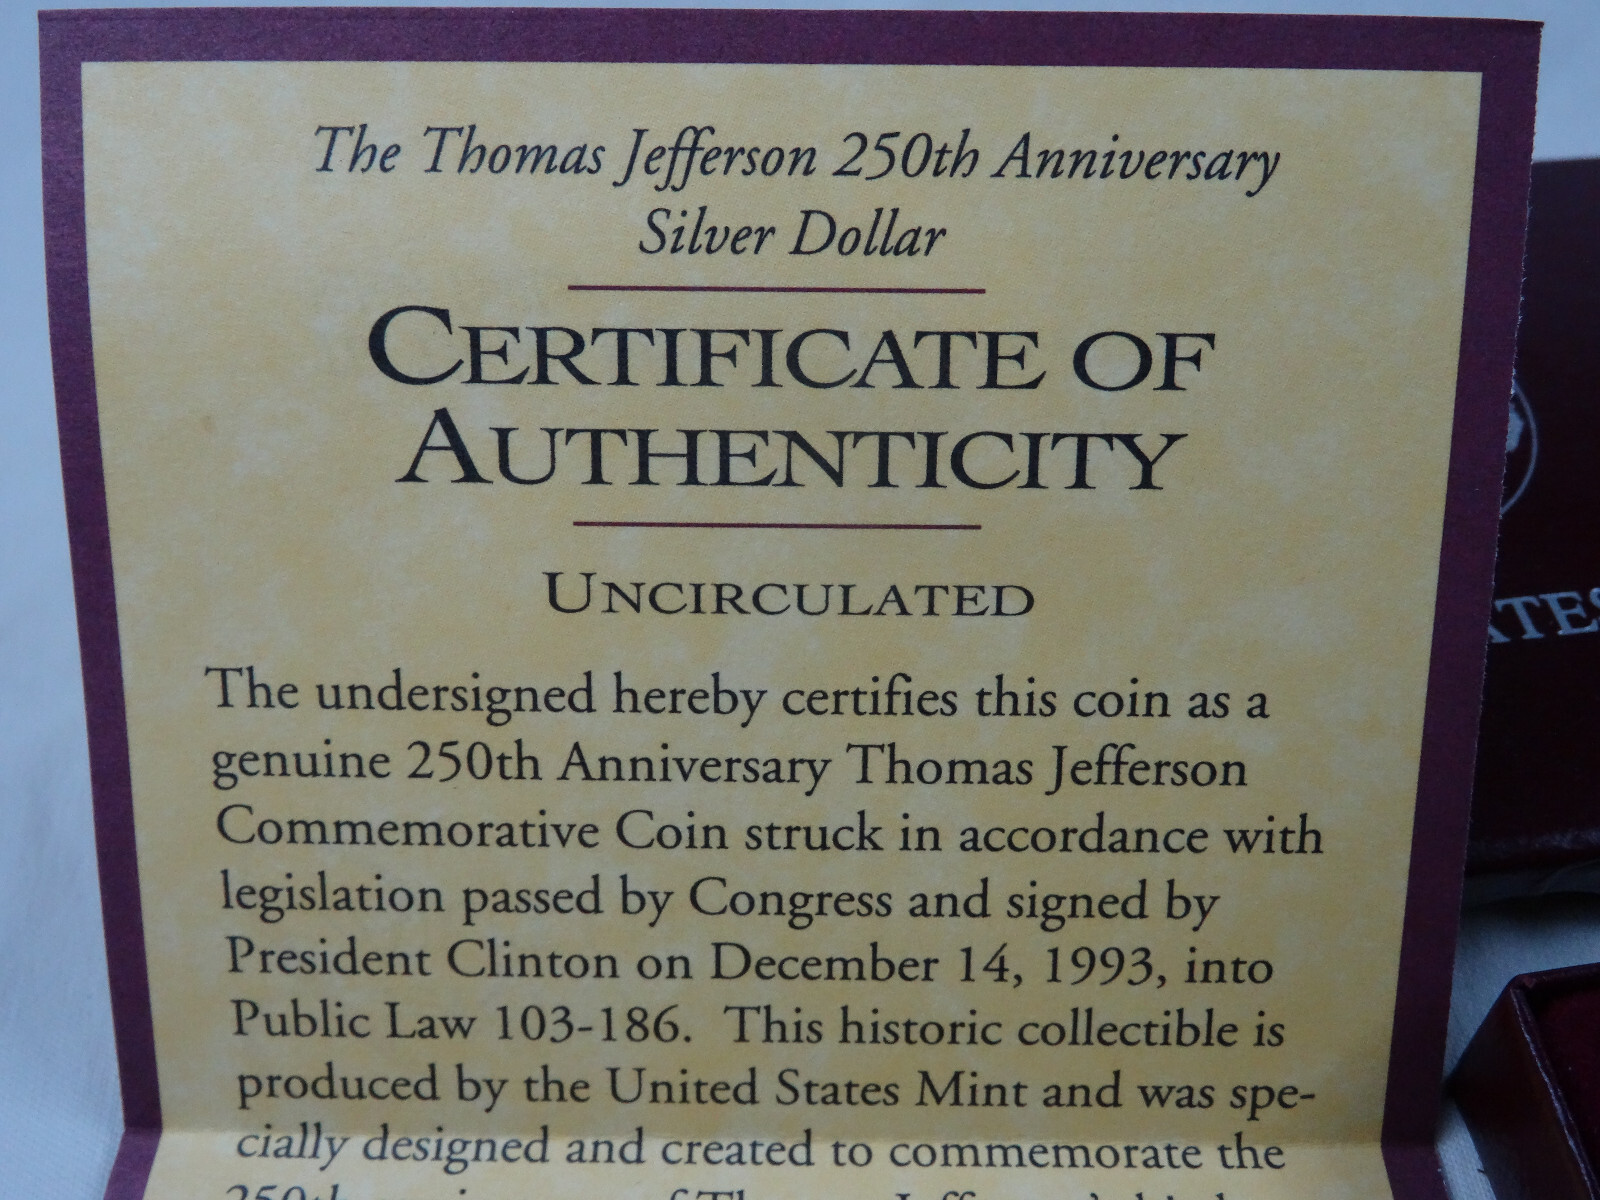 The Thomas Jefferson 250th Anniversary
Silver Dollar
CERTIFICATE OF
AUTHENTICITY
UNCIRCULATED
The undersigned hereby certifies this coin as a
genuine 250th Anniversary Thomas Jefferson
Commemorative Coin struck in accordance with
legislation passed by Congress and signed by
President Clinton on December 14, 1993, into
Public Law 103-186. This historic collectible is
produced by the United States Mint and was spe-
cially designed and created to commemorate the